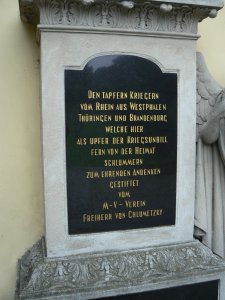 DEN TAPFERN KRIEGERN
VOM RHEIN AUS WESTPHALEN
THÜRINGEN UND BRANDENBURG
WELCHE HIER
ALS OPFER DER KRIEGSUNBILL
FERN VON DER HEIMAT
SCHLUMMERN
ZUM EHRENDEN ANDENKEN
GESTIFTET
VOM
M-V-VEREIN
FREIHERR VON CHLUMETZKY